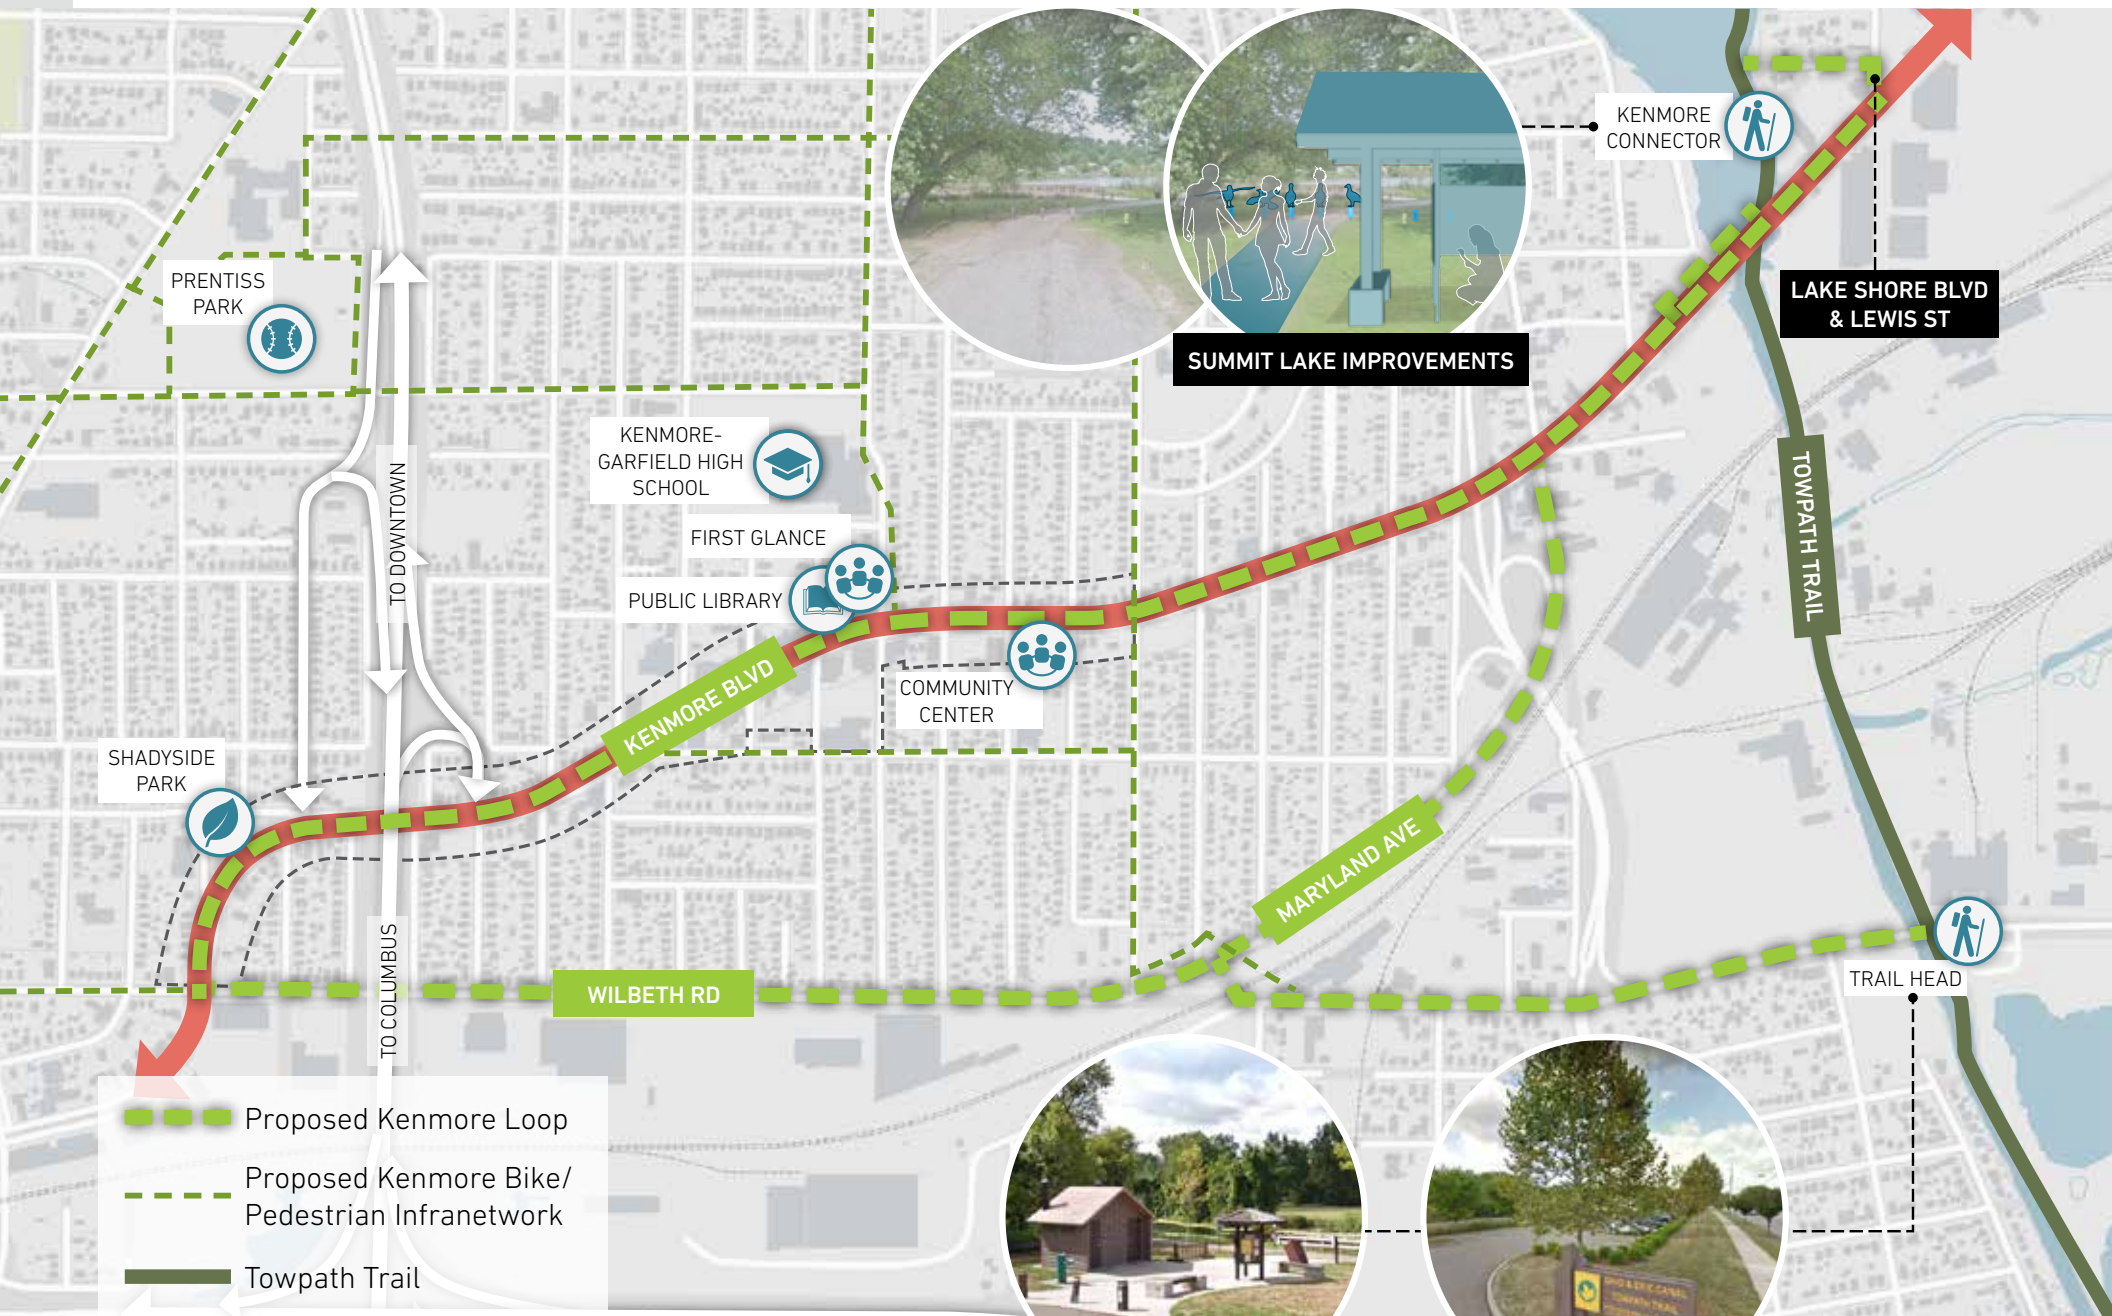 KENMORE
CONNECTOR
PRENTISS
PARK
LAKE SHORE BLVD
& LEWIS ST
SUMMIT LAKE IMPROVEMENTS
KENMORE-
GARFIELD HIGH
SCHOOL
TO DOWNTOWN
FIRST GLANCE
PUBLIC LIBRARY
TOWPATH TRAIL
KENMORE BLVD
COMMUNITY
CENTER
SHADYSIDE
PARK
MARYLAND AVE
TO COLUMBUS
WILBETH RD
TRAIL HEAD
Proposed Kenmore Loop
Proposed Kenmore Bike/
Pedestrian Infranetwork
Towpath Trail
TOWPATH TRAIL